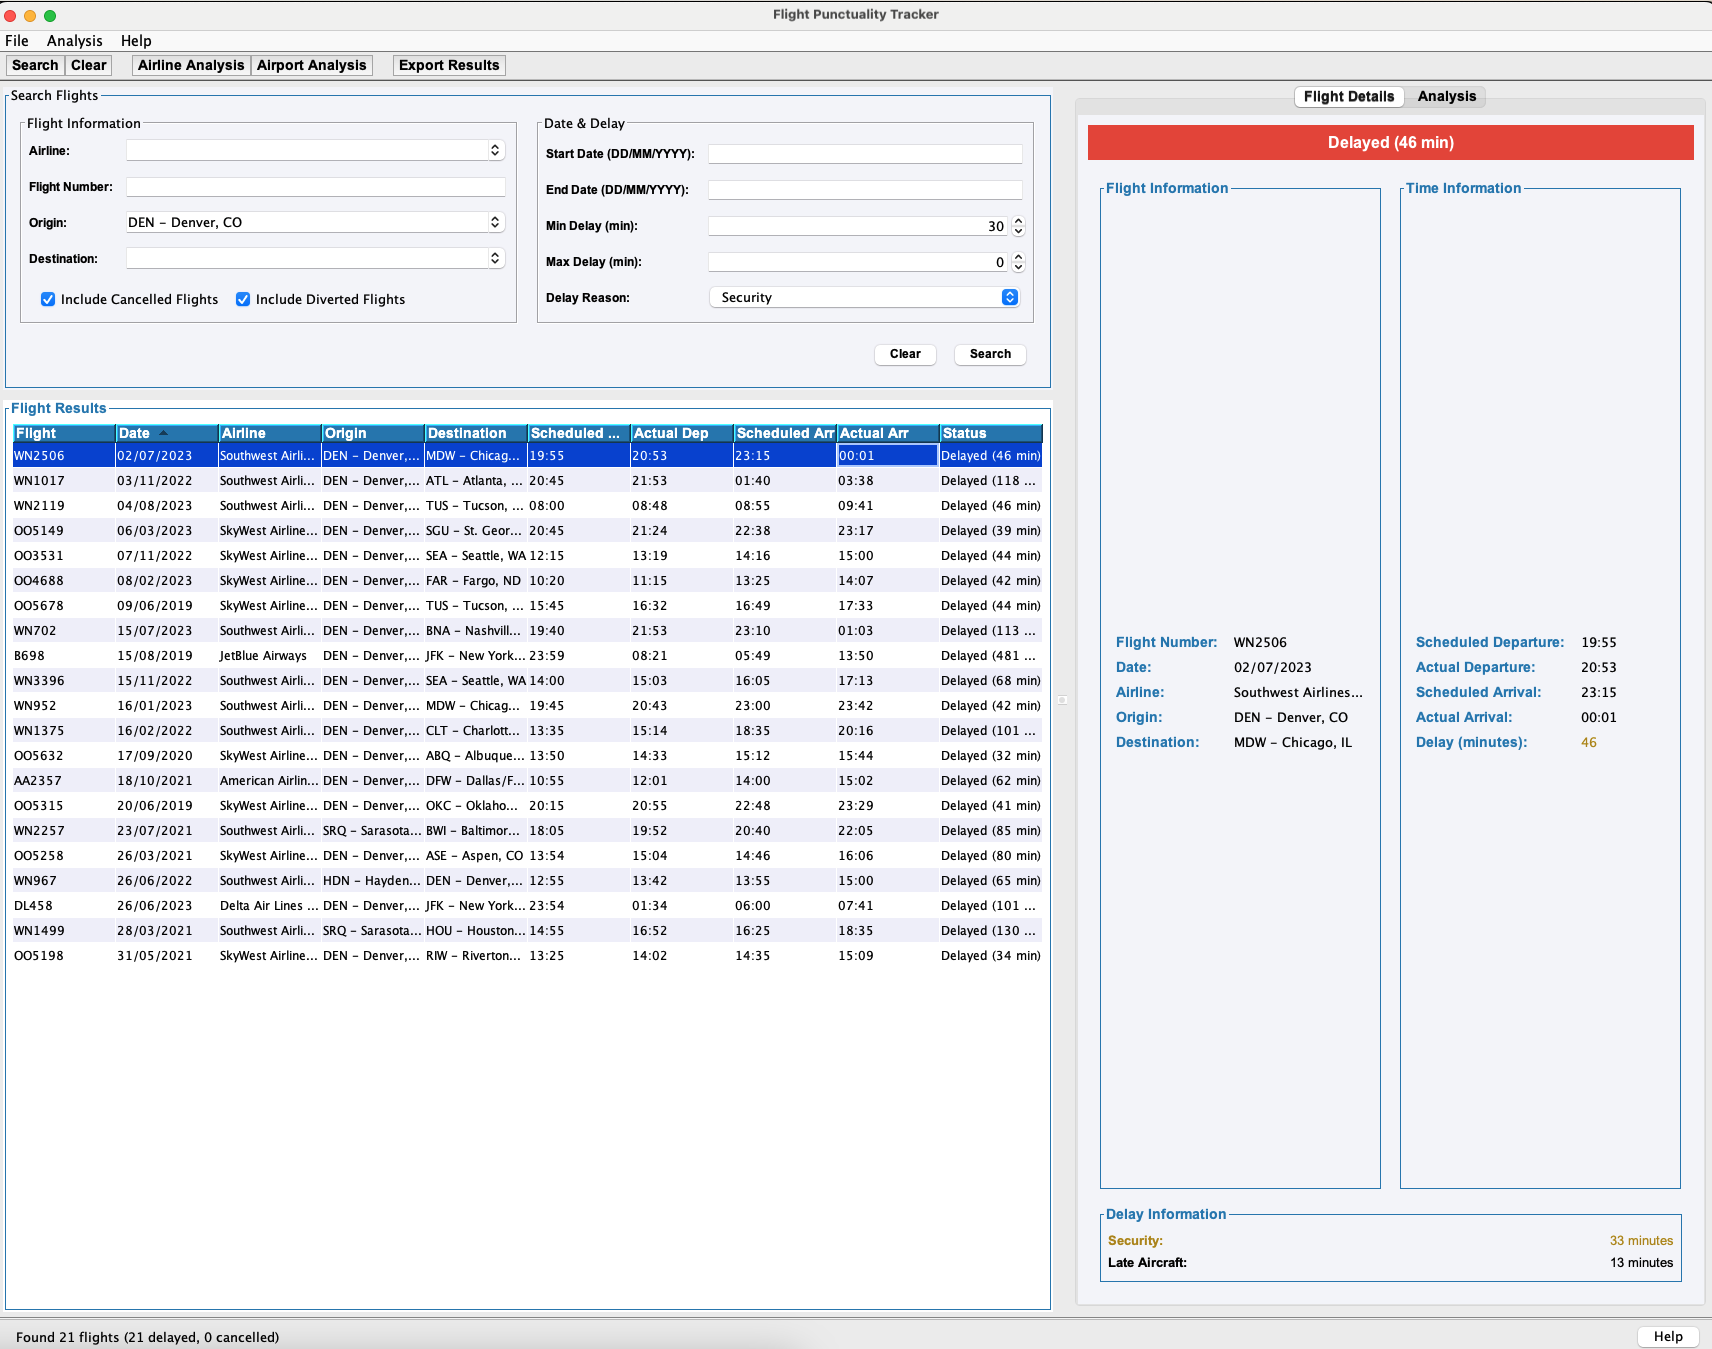 Flight Punctuality Tracker
File Analysis Help
Search Clear Airline Analysis Airport Analysis Export Results
Search Flights
Flight Information
Airline:
Flight Number:
Origin: DEN – Denver, CO
Destination:
Include Cancelled Flights Include Diverted Flights
Date & Delay
Start Date (DD/MM/YYYY):
End Date (DD/MM/YYYY):
Min Delay (min): 30
Max Delay (min): 0
Delay Reason: Security
Clear Search
Flight Results
Flight Date Airline Origin Destination Scheduled ... Actual Dep Scheduled Arr Actual Arr Status
WN2506 02/07/2023 Southwest Airli... DEN – Denver,... MDW – Chicag... 19:55 20:53 23:15 00:01 Delayed (46 min)
WN1017 03/11/2022 Southwest Airli... DEN – Denver,... ATL – Atlanta, ... 20:45 21:53 01:40 03:38 Delayed (118 ...
WN2119 04/08/2023 Southwest Airli... DEN – Denver,... TUS – Tucson, ... 08:00 08:48 08:55 09:41 Delayed (46 min)
OO5149 06/03/2023 SkyWest Airline... DEN – Denver,... SGU – St. Geor... 20:45 21:24 22:38 23:17 Delayed (39 min)
OO3531 07/11/2022 SkyWest Airline... DEN – Denver,... SEA – Seattle, WA 12:15 13:19 14:16 15:00 Delayed (44 min)
OO4688 08/02/2023 SkyWest Airline... DEN – Denver,... FAR – Fargo, ND 10:20 11:15 13:25 14:07 Delayed (42 min)
OO5678 09/06/2019 SkyWest Airline... DEN – Denver,... TUS – Tucson, ... 15:45 16:32 16:49 17:33 Delayed (44 min)
WN702 15/07/2023 Southwest Airli... DEN – Denver,... BNA – Nashvill... 19:40 21:53 23:10 01:03 Delayed (113 ...
B698 15/08/2019 JetBlue Airways DEN – Denver,... JFK – New York... 23:59 08:21 05:49 13:50 Delayed (481 ...
WN3396 15/11/2022 Southwest Airli... DEN – Denver,... SEA – Seattle, WA 14:00 15:03 16:05 17:13 Delayed (68 min)
WN952 16/01/2023 Southwest Airli... DEN – Denver,... MDW – Chicag... 19:45 20:43 23:00 23:42 Delayed (42 min)
WN1375 16/02/2022 Southwest Airli... DEN – Denver,... CLT – Charlott... 13:35 15:14 18:35 20:16 Delayed (101 ...
OO5632 17/09/2020 SkyWest Airline... DEN – Denver,... ABQ – Albuque... 13:50 14:33 15:12 15:44 Delayed (32 min)
AA2357 18/10/2021 American Airlin... DEN – Denver,... DFW – Dallas/F... 10:55 12:01 14:00 15:02 Delayed (62 min)
OO5315 20/06/2019 SkyWest Airline... DEN – Denver,... OKC – Oklaho... 20:15 20:55 22:48 23:29 Delayed (41 min)
WN2257 23/07/2021 Southwest Airli... SRQ – Sarasota... BWI – Baltimor... 18:05 19:52 20:40 22:05 Delayed (85 min)
OO5258 26/03/2021 SkyWest Airline... DEN – Denver,... ASE – Aspen, CO 13:54 15:04 14:46 16:06 Delayed (80 min)
WN967 26/06/2022 Southwest Airli... HDN – Hayden... DEN – Denver,... 12:55 13:42 13:55 15:00 Delayed (65 min)
DL458 26/06/2023 Delta Air Lines ... DEN – Denver,... JFK – New York... 23:54 01:34 06:00 07:41 Delayed (101 ...
WN1499 28/03/2021 Southwest Airli... SRQ – Sarasota... HOU – Houston... 14:55 16:52 16:25 18:35 Delayed (130 ...
OO5198 31/05/2021 SkyWest Airline... DEN – Denver,... RIW – Riverton... 13:25 14:02 14:35 15:09 Delayed (34 min)
Flight Details Analysis
Delayed (46 min)
Flight Information
Flight Number: WN2506
Date: 02/07/2023
Airline: Southwest Airlines...
Origin: DEN – Denver, CO
Destination: MDW – Chicago, IL
Time Information
Scheduled Departure: 19:55
Actual Departure: 20:53
Scheduled Arrival: 23:15
Actual Arrival: 00:01
Delay (minutes): 46
Delay Information
Security: 33 minutes
Late Aircraft: 13 minutes
Found 21 flights (21 delayed, 0 cancelled)
Help